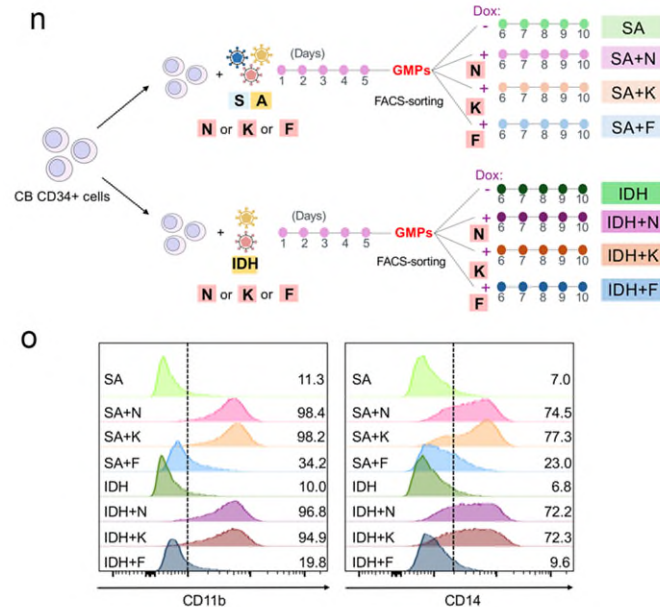 n
Dox:
- 6 7 8 9 10 SA
+ N 6 7 8 9 10 SA+N
+ K 6 7 8 9 10 SA+K
+ F 6 7 8 9 10 SA+F
(Days)
+ 1 2 3 4 5 GMPs
S A
FACS-sorting
N or K or F
CB CD34+ cells
Dox:
- 6 7 8 9 10 IDH
+ N 6 7 8 9 10 IDH+N
+ K 6 7 8 9 10 IDH+K
+ F 6 7 8 9 10 IDH+F
(Days)
+ 1 2 3 4 5 GMPs
IDH
FACS-sorting
N or K or F
o
SA 11.3
SA+N 98.4
SA+K 98.2
SA+F 34.2
IDH 10.0
IDH+N 96.8
IDH+K 94.9
IDH+F 19.8
CD11b
SA 7.0
SA+N 74.5
SA+K 77.3
SA+F 23.0
IDH 6.8
IDH+N 72.2
IDH+K 72.3
IDH+F 9.6
CD14